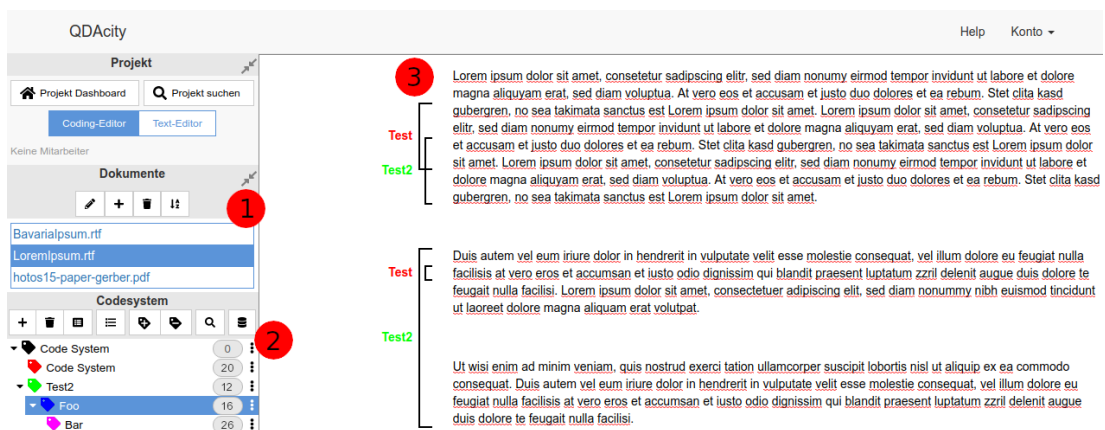 QDAcity
Help
Konto
Projekt
Projekt Dashboard
Projekt suchen
Coding-Editor
Text-Editor
Keine Mitarbeiter
Dokumente
1
BavariaIpsum.rtf
LoremIpsum.rtf
hotos15-paper-gerber.pdf
Codesystem
2
Code System 0
Code System 20
Test2 12
Foo 16
Bar 26
3
Test
Test2
Test
Test2
Lorem ipsum dolor sit amet, consetetur sadipscing elitr, sed diam nonumy eirmod tempor invidunt ut labore et dolore
magna aliquyam erat, sed diam voluptua. At vero eos et accusam et justo duo dolores et ea rebum. Stet clita kasd
gubergren, no sea takimata sanctus est Lorem ipsum dolor sit amet. Lorem ipsum dolor sit amet, consetetur sadipscing
elitr, sed diam nonumy eirmod tempor invidunt ut labore et dolore magna aliquyam erat, sed diam voluptua. At vero eos
et accusam et justo duo dolores et ea rebum. Stet clita kasd gubergren, no sea takimata sanctus est Lorem ipsum dolor
sit amet. Lorem ipsum dolor sit amet, consetetur sadipscing elitr, sed diam nonumy eirmod tempor invidunt ut labore et
dolore magna aliquyam erat, sed diam voluptua. At vero eos et accusam et justo duo dolores et ea rebum. Stet clita kasd
gubergren, no sea takimata sanctus est Lorem ipsum dolor sit amet.
Duis autem vel eum iriure dolor in hendrerit in vulputate velit esse molestie consequat, vel illum dolore eu feugiat nulla
facilisis at vero eros et accumsan et iusto odio dignissim qui blandit praesent luptatum zzril delenit augue duis dolore te
feugait nulla facilisi. Lorem ipsum dolor sit amet, consectetuer adipiscing elit, sed diam nonummy nibh euismod tincidunt
ut laoreet dolore magna aliquam erat volutpat.
Ut wisi enim ad minim veniam, quis nostrud exerci tation ullamcorper suscipit lobortis nisl ut aliquip ex ea commodo
consequat. Duis autem vel eum iriure dolor in hendrerit in vulputate velit esse molestie consequat, vel illum dolore eu
feugiat nulla facilisis at vero eros et accumsan et iusto odio dignissim qui blandit praesent luptatum zzril delenit augue
duis dolore te feugait nulla facilisi.